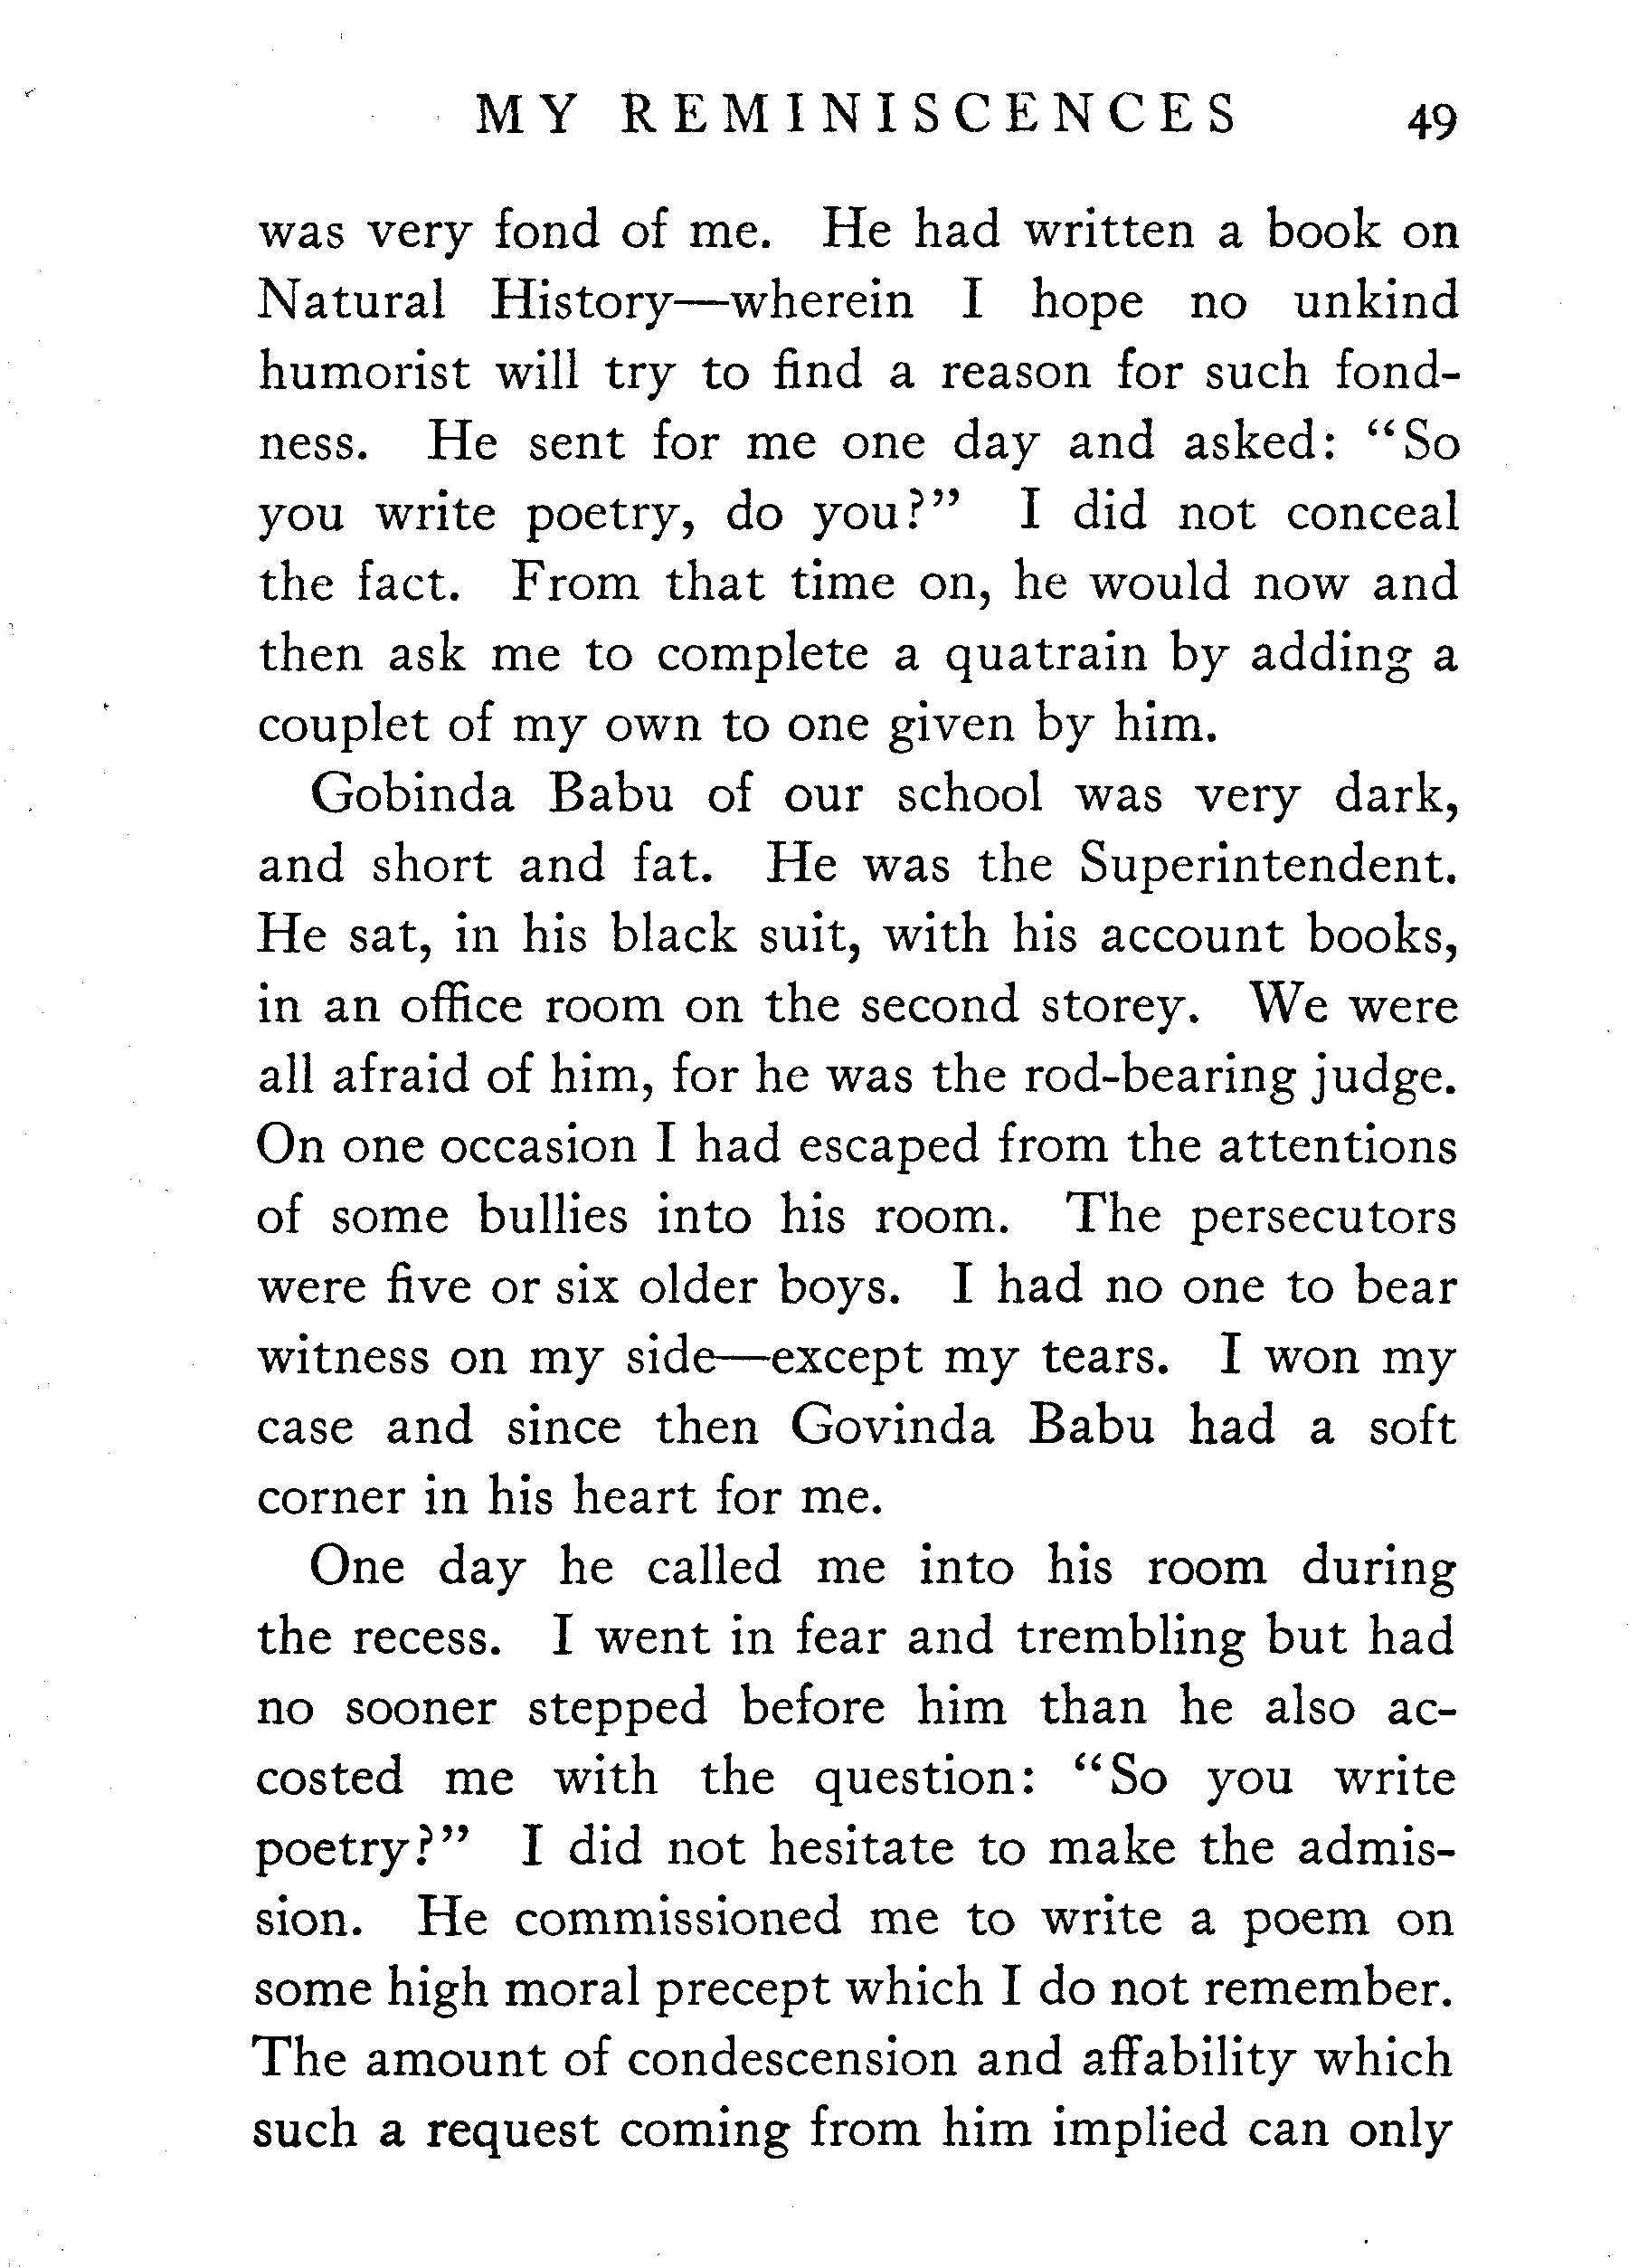 MY REMINISCENCES 49
was very fond of me. He had written a book on
Natural History—wherein I hope no unkind
humorist will try to find a reason for such fond-
ness. He sent for me one day and asked: "So
you write poetry, do you?" I did not conceal
the fact. From that time on, he would now and
then ask me to complete a quatrain by adding a
couplet of my own to one given by him.
Gobinda Babu of our school was very dark,
and short and fat. He was the Superintendent.
He sat, in his black suit, with his account books,
in an office room on the second storey. We were
all afraid of him, for he was the rod-bearing judge.
On one occasion I had escaped from the attentions
of some bullies into his room. The persecutors
were five or six older boys. I had no one to bear
witness on my side—except my tears. I won my
case and since then Govinda Babu had a soft
corner in his heart for me.
One day he called me into his room during
the recess. I went in fear and trembling but had
no sooner stepped before him than he also ac-
costed me with the question: "So you write
poetry?" I did not hesitate to make the admis-
sion. He commissioned me to write a poem on
some high moral precept which I do not remember.
The amount of condescension and affability which
such a request coming from him implied can only